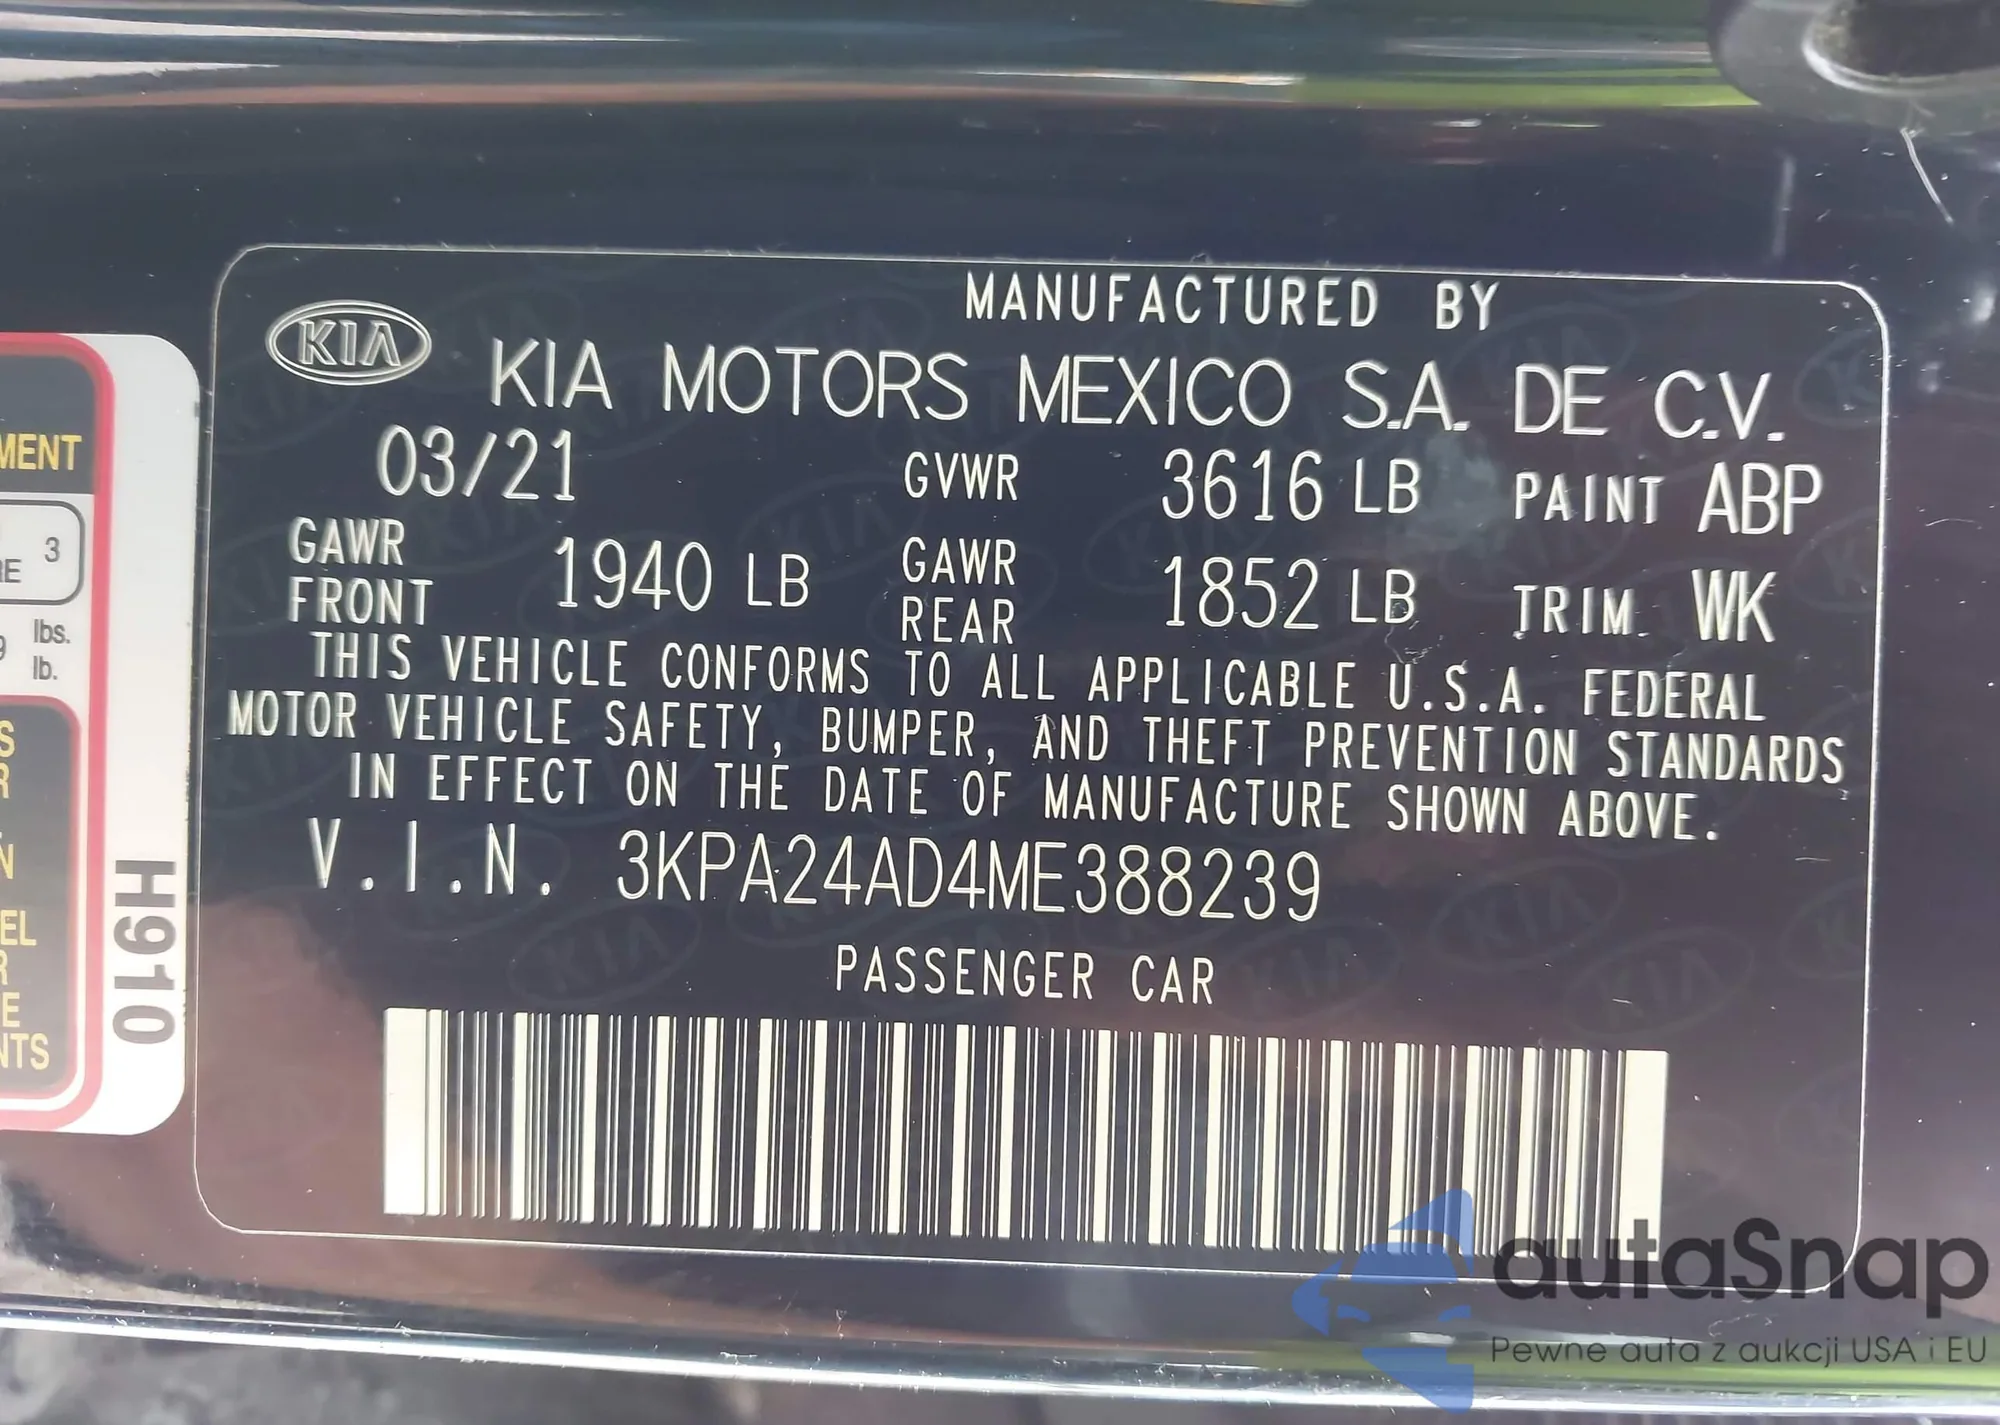 MANUFACTURED BY
KIA KIA MOTORS MEXICO S.A. DE C.V.
03/21 GVWR 3616 LB PAINT ABP
GAWR FRONT 1940 LB GAWR REAR 1852 LB TRIM WK
THIS VEHICLE CONFORMS TO ALL APPLICABLE U.S.A. FEDERAL
MOTOR VEHICLE SAFETY, BUMPER, AND THEFT PREVENTION STANDARDS
IN EFFECT ON THE DATE OF MANUFACTURE SHOWN ABOVE.
V.I.N. 3KPA24AD4ME388239
PASSENGER CAR
3
lbs.
lb.
H910
autaSnap
Pewne auta z aukcji USA i EU